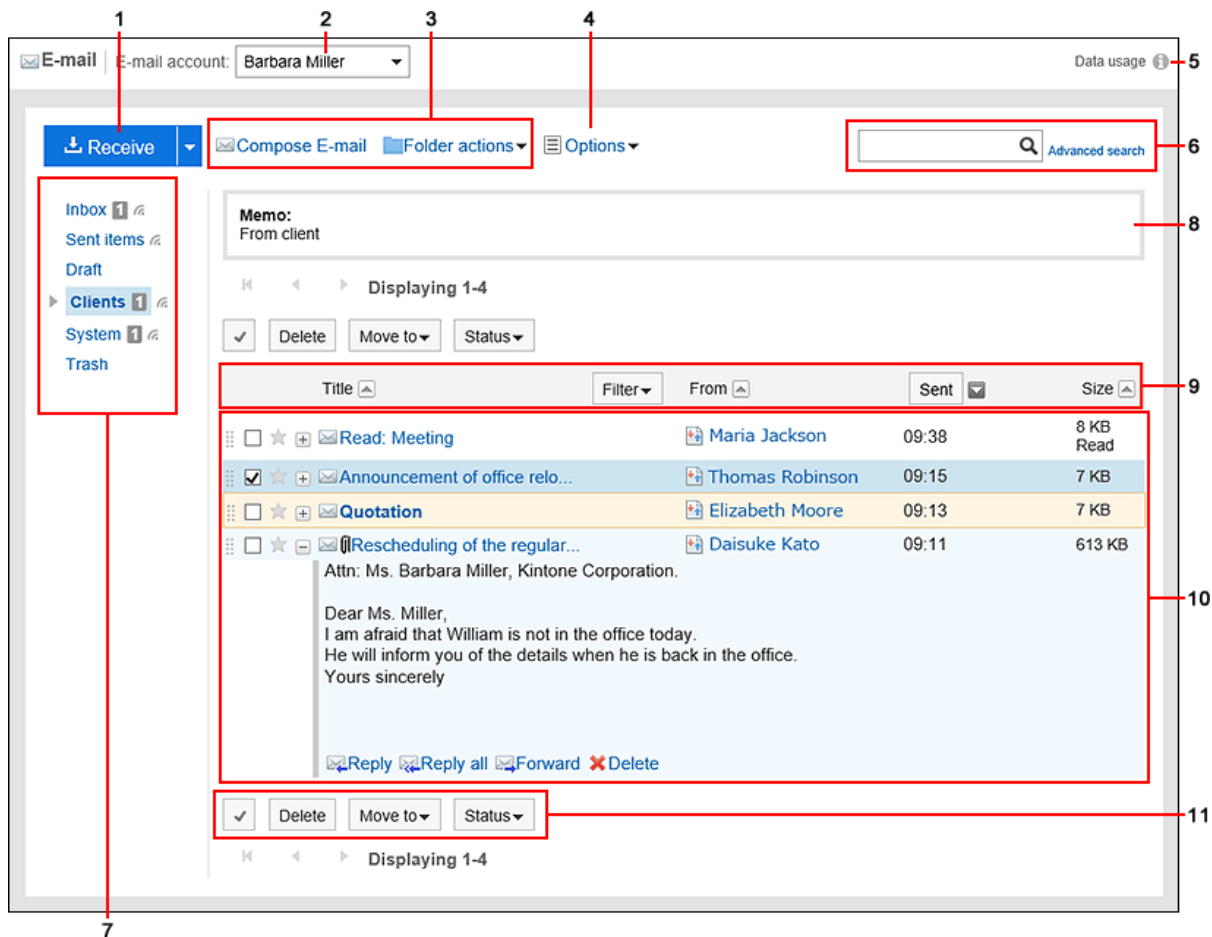 1 2 3 4
E-mail E-mail account: Barbara Miller Data usage 5
Receive Compose E-mail Folder actions Options Advanced search 6
Inbox 1
Sent items
Draft
Clients 1
System 1
Trash
7
Memo:
From client
8
Displaying 1-4
Delete Move to Status
Title Filter From Sent Size 9
Read: Meeting Maria Jackson 09:38 8 KB
Read
Announcement of office relo... Thomas Robinson 09:15 7 KB
Quotation Elizabeth Moore 09:13 7 KB
Rescheduling of the regular... Daisuke Kato 09:11 613 KB
Attn: Ms. Barbara Miller, Kintone Corporation.
Dear Ms. Miller,
I am afraid that William is not in the office today.
He will inform you of the details when he is back in the office.
Yours sincerely
10
Reply Reply all Forward Delete
Delete Move to Status 11
Displaying 1-4